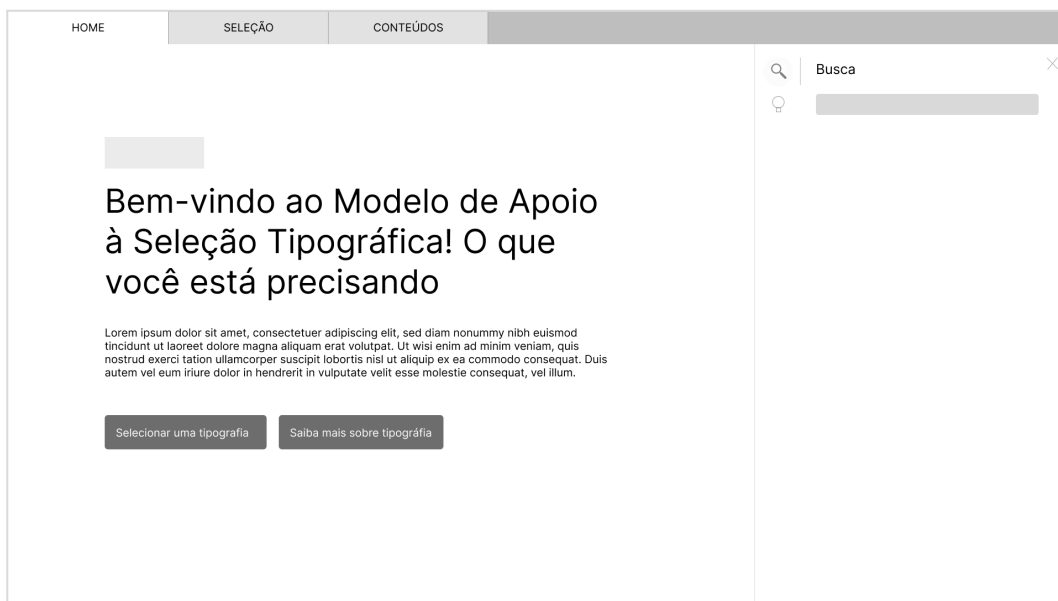 HOME
SELEÇÃO
CONTEÚDOS
Busca
Bem-vindo ao Modelo de Apoio
à Seleção Tipográfica! O que
você está precisando
Lorem ipsum dolor sit amet, consectetuer adipiscing elit, sed diam nonummy nibh euismod
tincidunt ut laoreet dolore magna aliquam erat volutpat. Ut wisi enim ad minim veniam, quis
nostrud exerci tation ullamcorper suscipit lobortis nisl ut aliquip ex ea commodo consequat. Duis
autem vel eum iriure dolor in hendrerit in vulputate velit esse molestie consequat, vel illum.
Selecionar uma tipografia
Saiba mais sobre tipográfia